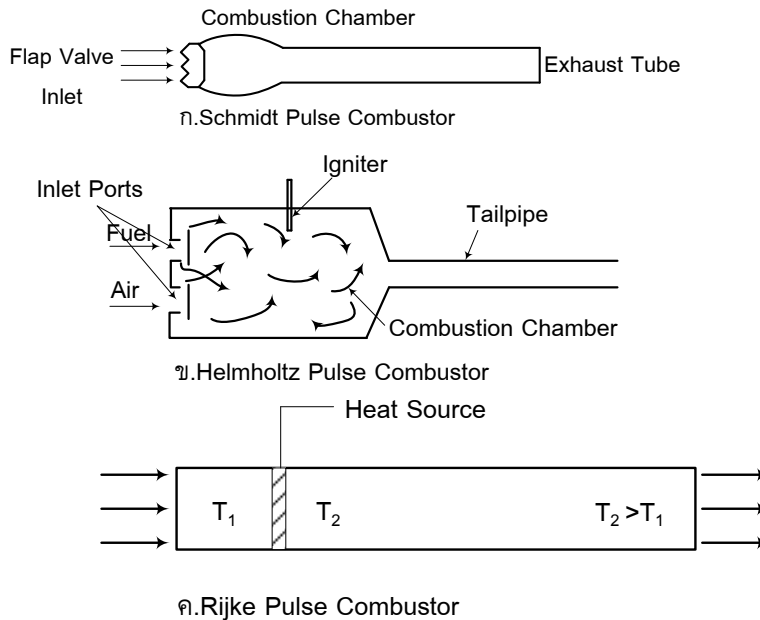 Combustion Chamber
Flap Valve
Inlet
Exhaust Tube
ก.Schmidt Pulse Combustor
Igniter
Inlet Ports
Fuel
Tailpipe
Air
Combustion Chamber
ข.Helmholtz Pulse Combustor
Heat Source
T1 T2 T2 >T1
ค.Rijke Pulse Combustor